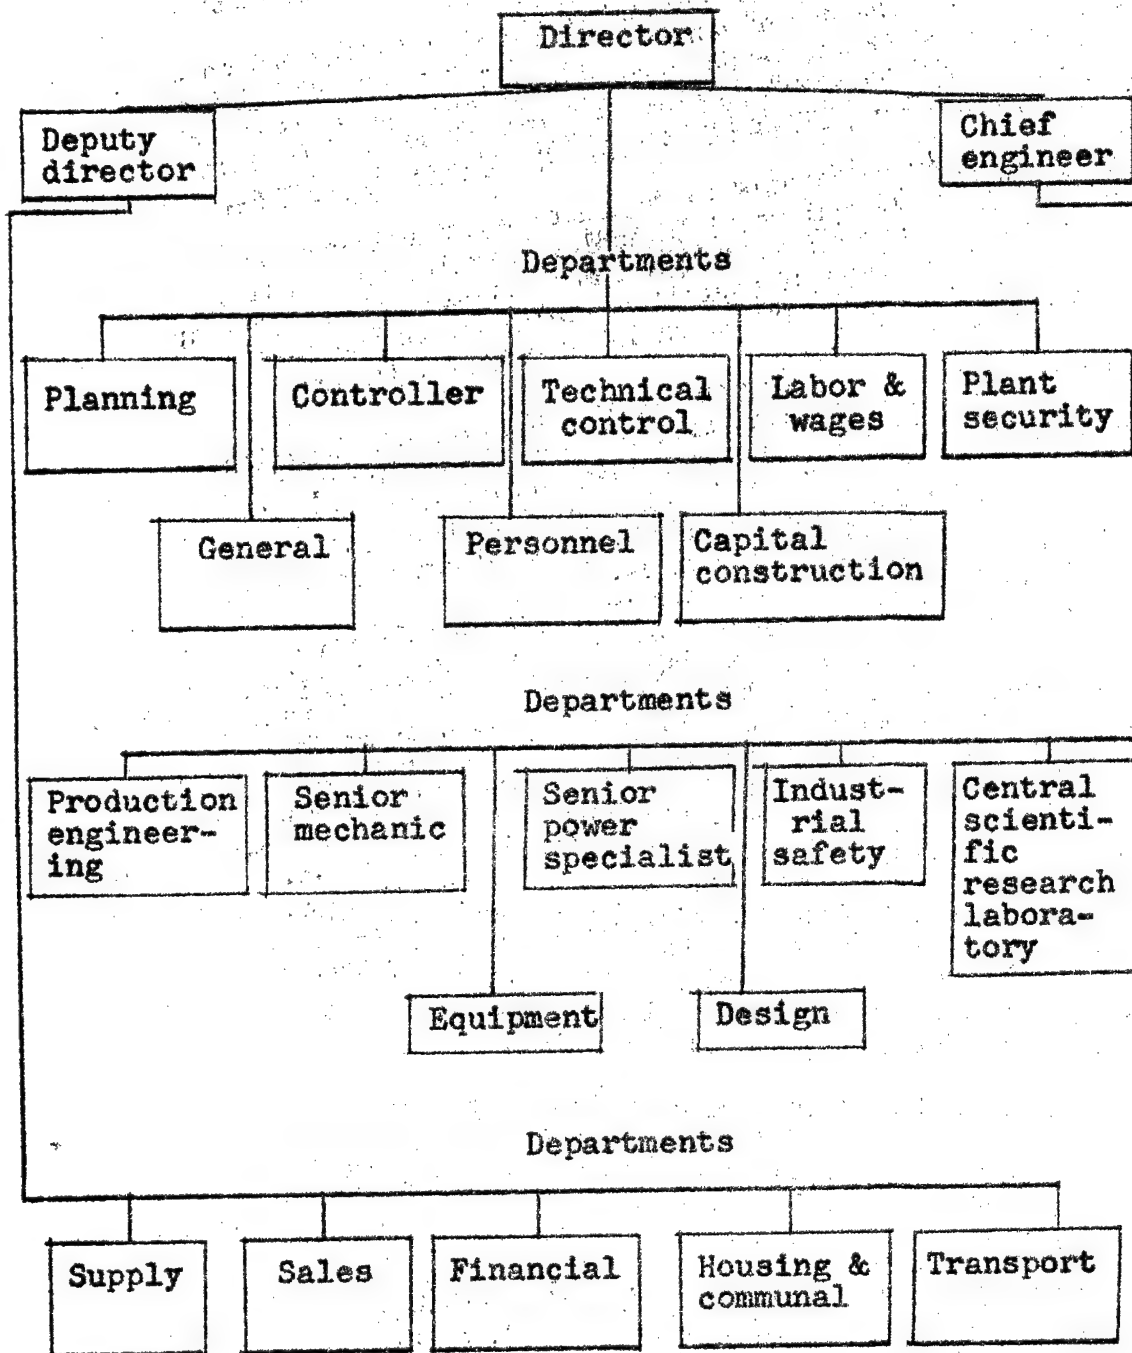 Director
Deputy
director
Chief
engineer
Departments
Planning
Controller
Technical
control
Labor &
wages
Plant
security
General
Personnel
Capital
construction
Departments
Production
engineer-
ing
Senior
mechanic
Senior
power
specialist
Indust-
rial
safety
Central
scienti-
fic
research
labora-
tory
Equipment
Design
Departments
Supply
Sales
Financial
Housing &
communal
Transport